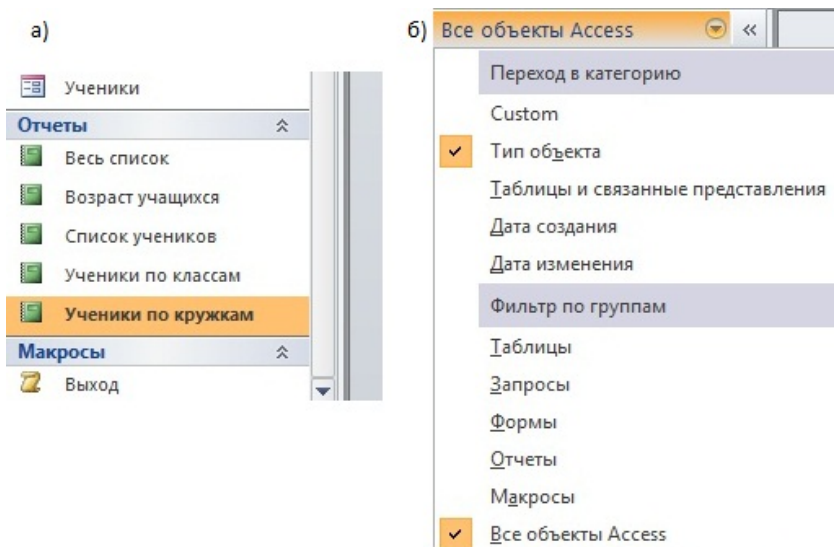 а)
Ученики
Отчеты
Весь список
Возраст учащихся
Список учеников
Ученики по классам
Ученики по кружкам
Макросы
Выход
б)
Все объекты Access
Переход в категорию
Custom
Тип объекта
Таблицы и связанные представления
Дата создания
Дата изменения
Фильтр по группам
Таблицы
Запросы
Формы
Отчеты
Макросы
Все объекты Access